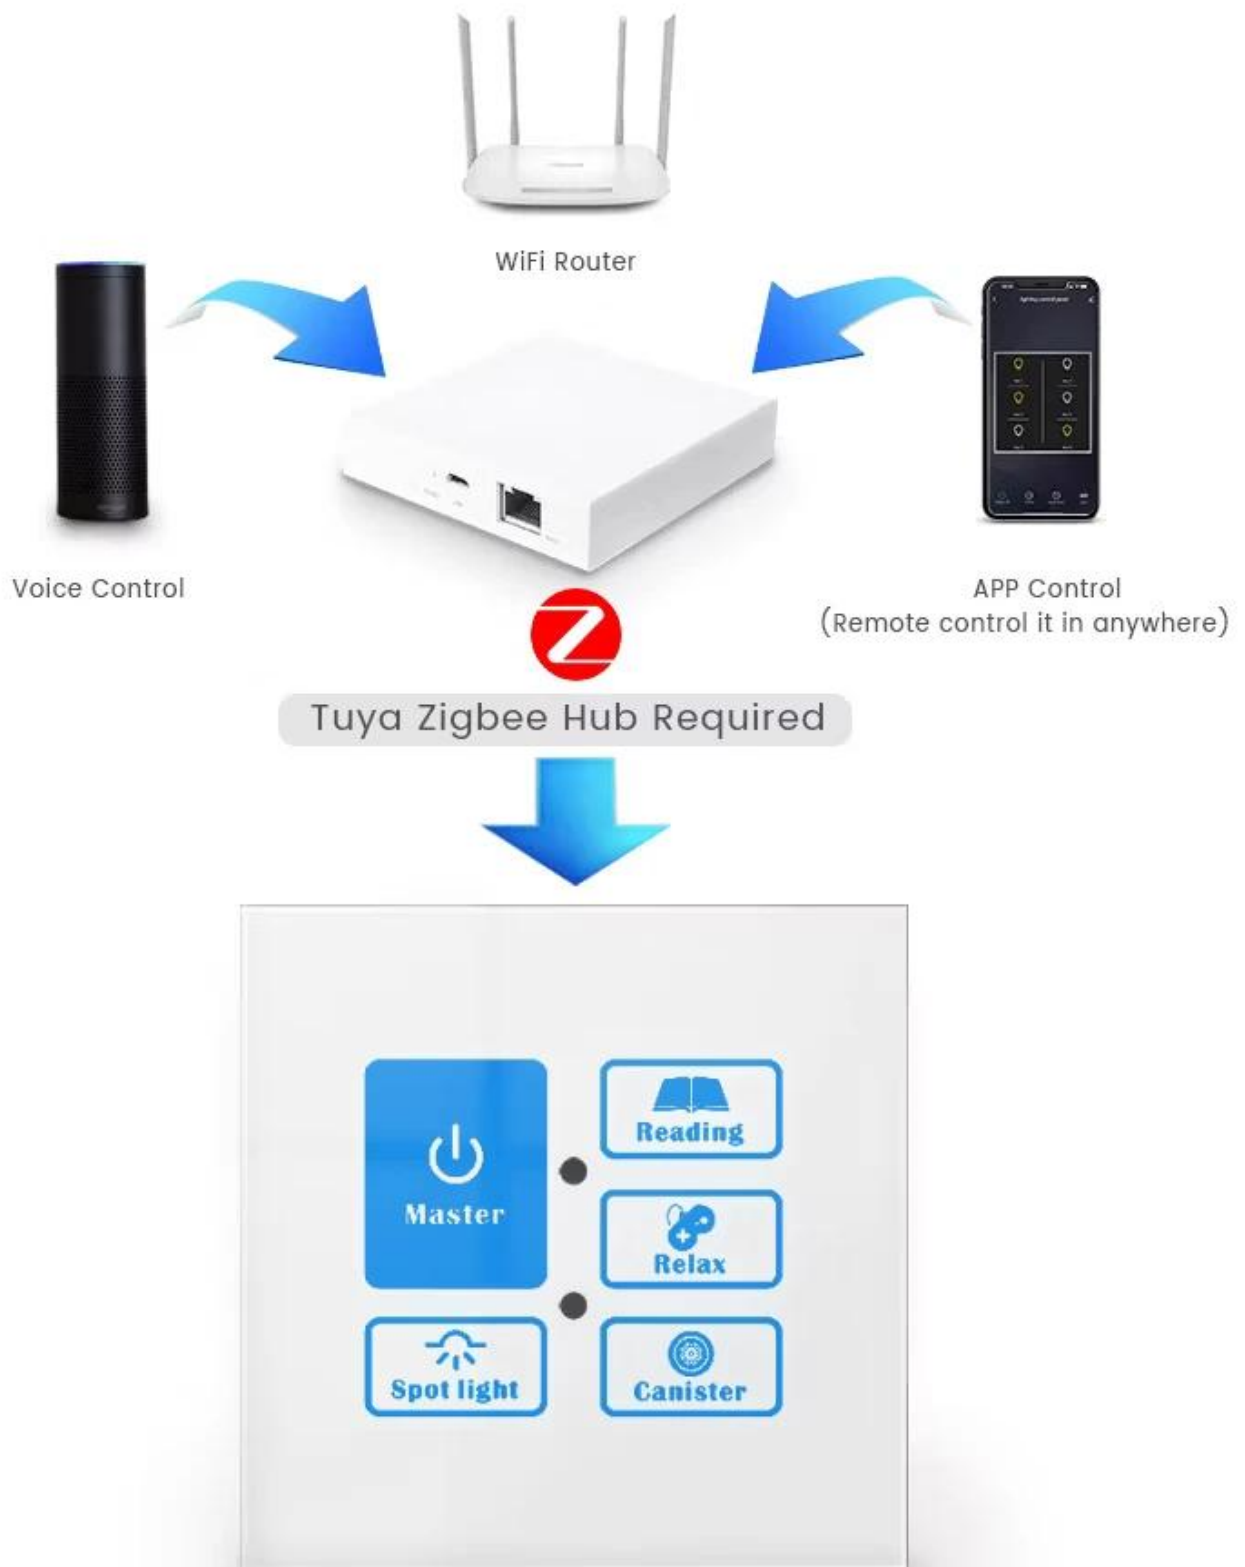 WiFi Router
Voice Control
APP Control
(Remote control it in anywhere)
Tuya Zigbee Hub Required
Master
Reading
Relax
Spot light
Canister